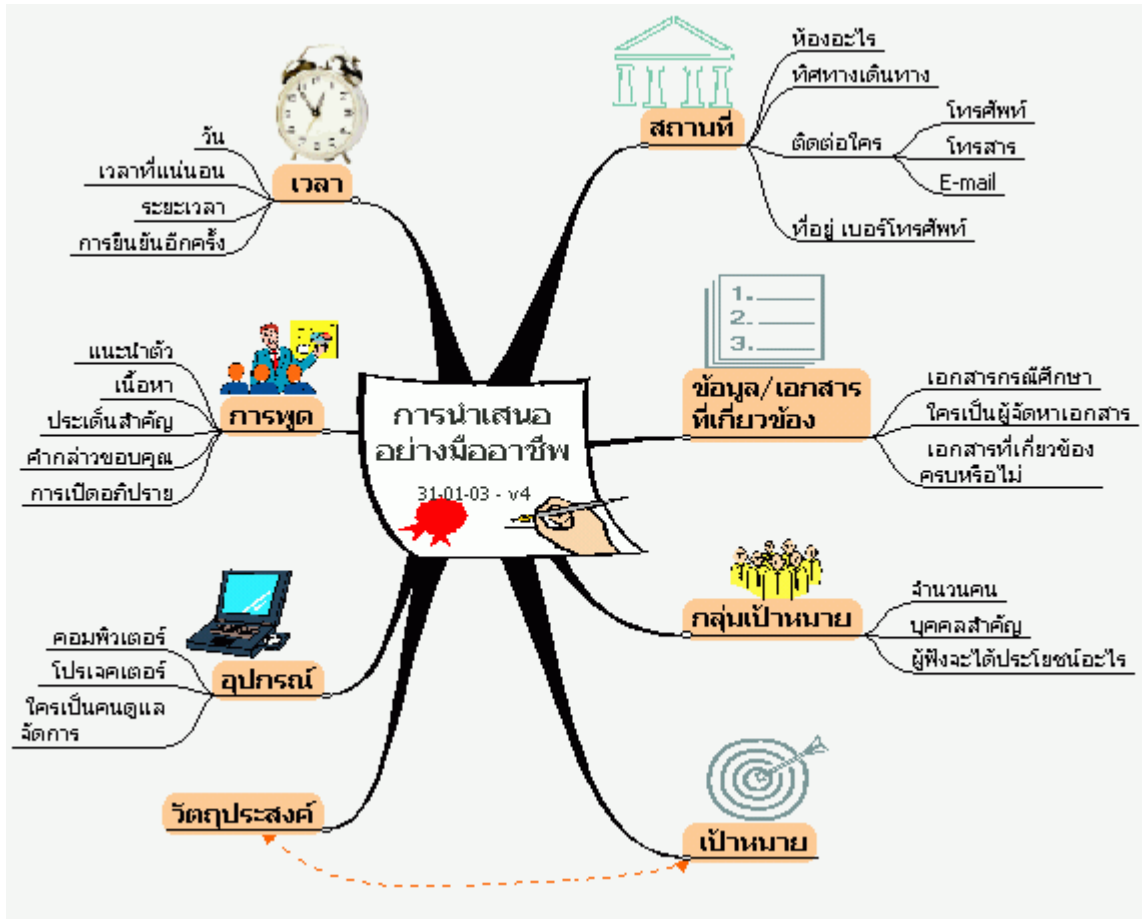 การนำเสนอ
อย่างมืออาชีพ
31-01-03 - v4
สถานที่
ห้องอะไร
ทิศทางเดินทาง
ติดต่อใคร
โทรศัพท์
โทรสาร
E-mail
ที่อยู่ เบอร์โทรศัพท์
1.
2.
3.
ข้อมูล/เอกสาร
ที่เกี่ยวข้อง
เอกสารกรณีศึกษา
ใครเป็นผู้จัดหาเอกสาร
เอกสารที่เกี่ยวข้อง
ครบหรือไม่
กลุ่มเป้าหมาย
จำนวนคน
บุคคลสำคัญ
ผู้ฟังจะได้ประโยชน์อะไร
เป้าหมาย
วัตถุประสงค์
อุปกรณ์
คอมพิวเตอร์
โปรเจคเตอร์
ใครเป็นคนดูแล
จัดการ
การพูด
แนะนำตัว
เนื้อหา
ประเด็นสำคัญ
คำกล่าวขอบคุณ
การเปิดอภิปราย
เวลา
วัน
เวลาที่แน่นอน
ระยะเวลา
การยืนยันอีกครั้ง